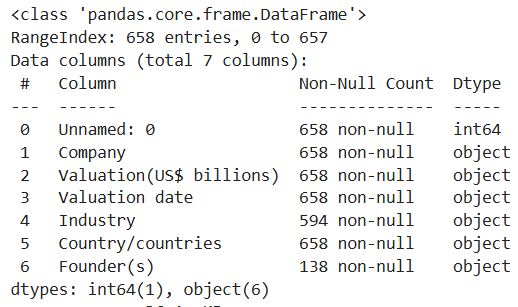 <class 'pandas.core.frame.DataFrame'>
RangeIndex: 658 entries, 0 to 657
Data columns (total 7 columns):
 #   Column                   Non-Null Count  Dtype
---  ------                   --------------  -----
 0   Unnamed: 0               658 non-null    int64
 1   Company                  658 non-null    object
 2   Valuation(US$ billions)  658 non-null    object
 3   Valuation date           658 non-null    object
 4   Industry                 594 non-null    object
 5   Country/countries        658 non-null    object
 6   Founder(s)               138 non-null    object
dtypes: int64(1), object(6)